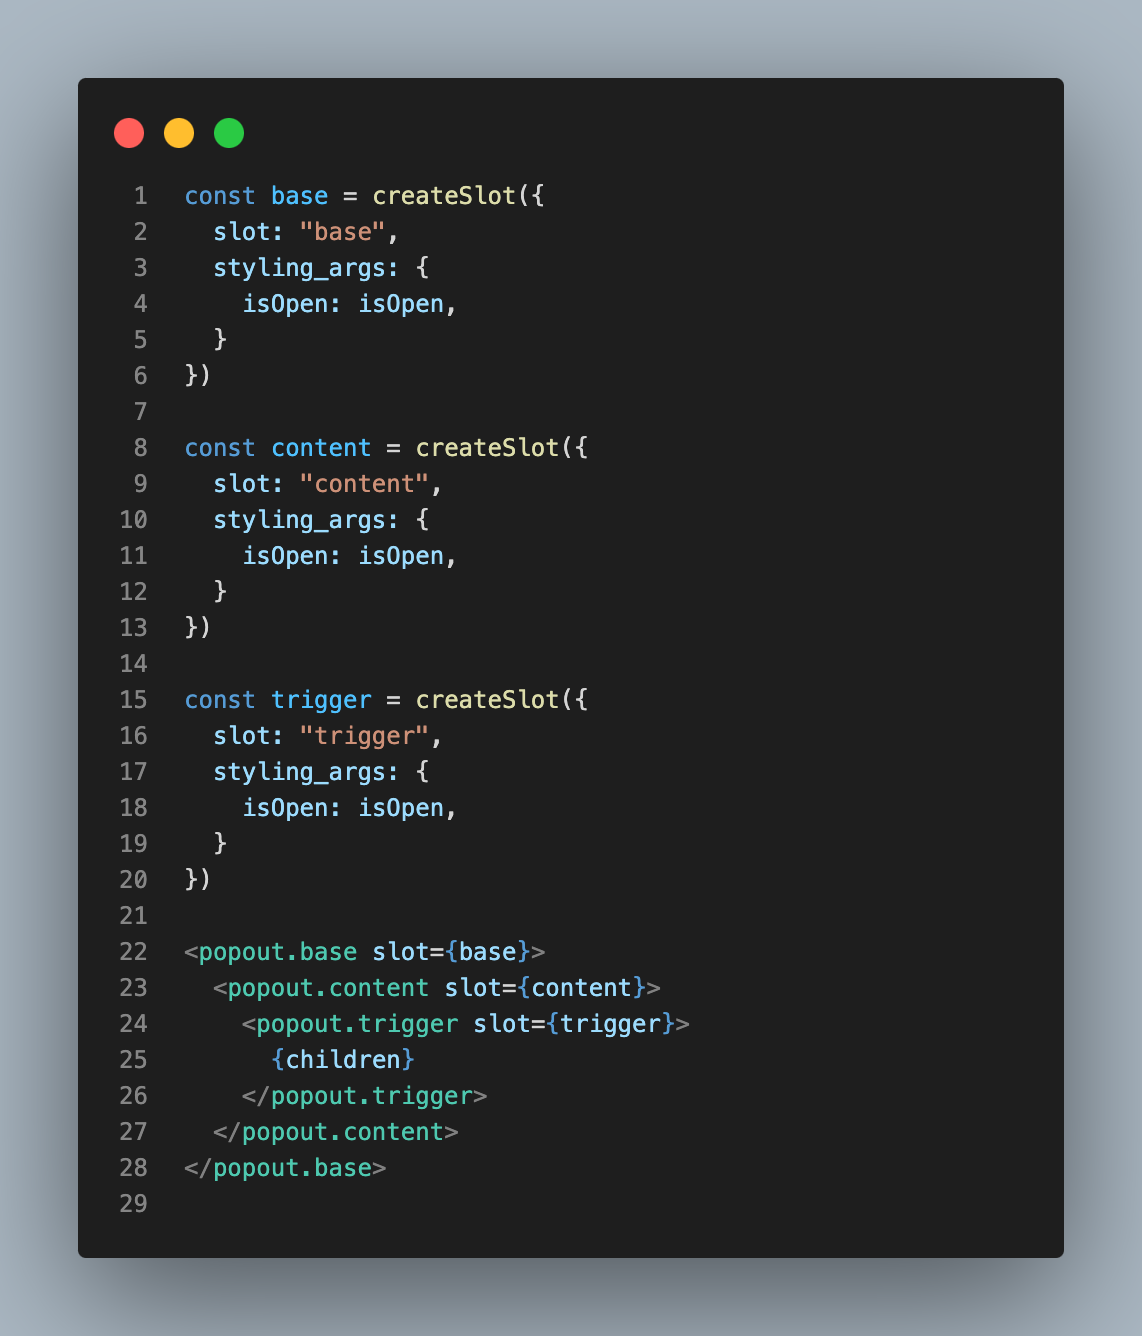 1 const base = createSlot({
2   slot: "base",
3   styling_args: {
4     isOpen: isOpen,
5   }
6 })
7
8 const content = createSlot({
9   slot: "content",
10   styling_args: {
11     isOpen: isOpen,
12   }
13 })
14
15 const trigger = createSlot({
16   slot: "trigger",
17   styling_args: {
18     isOpen: isOpen,
19   }
20 })
21
22 <popout.base slot={base}>
23   <popout.content slot={content}>
24     <popout.trigger slot={trigger}>
25       {children}
26     </popout.trigger>
27   </popout.content>
28 </popout.base>
29